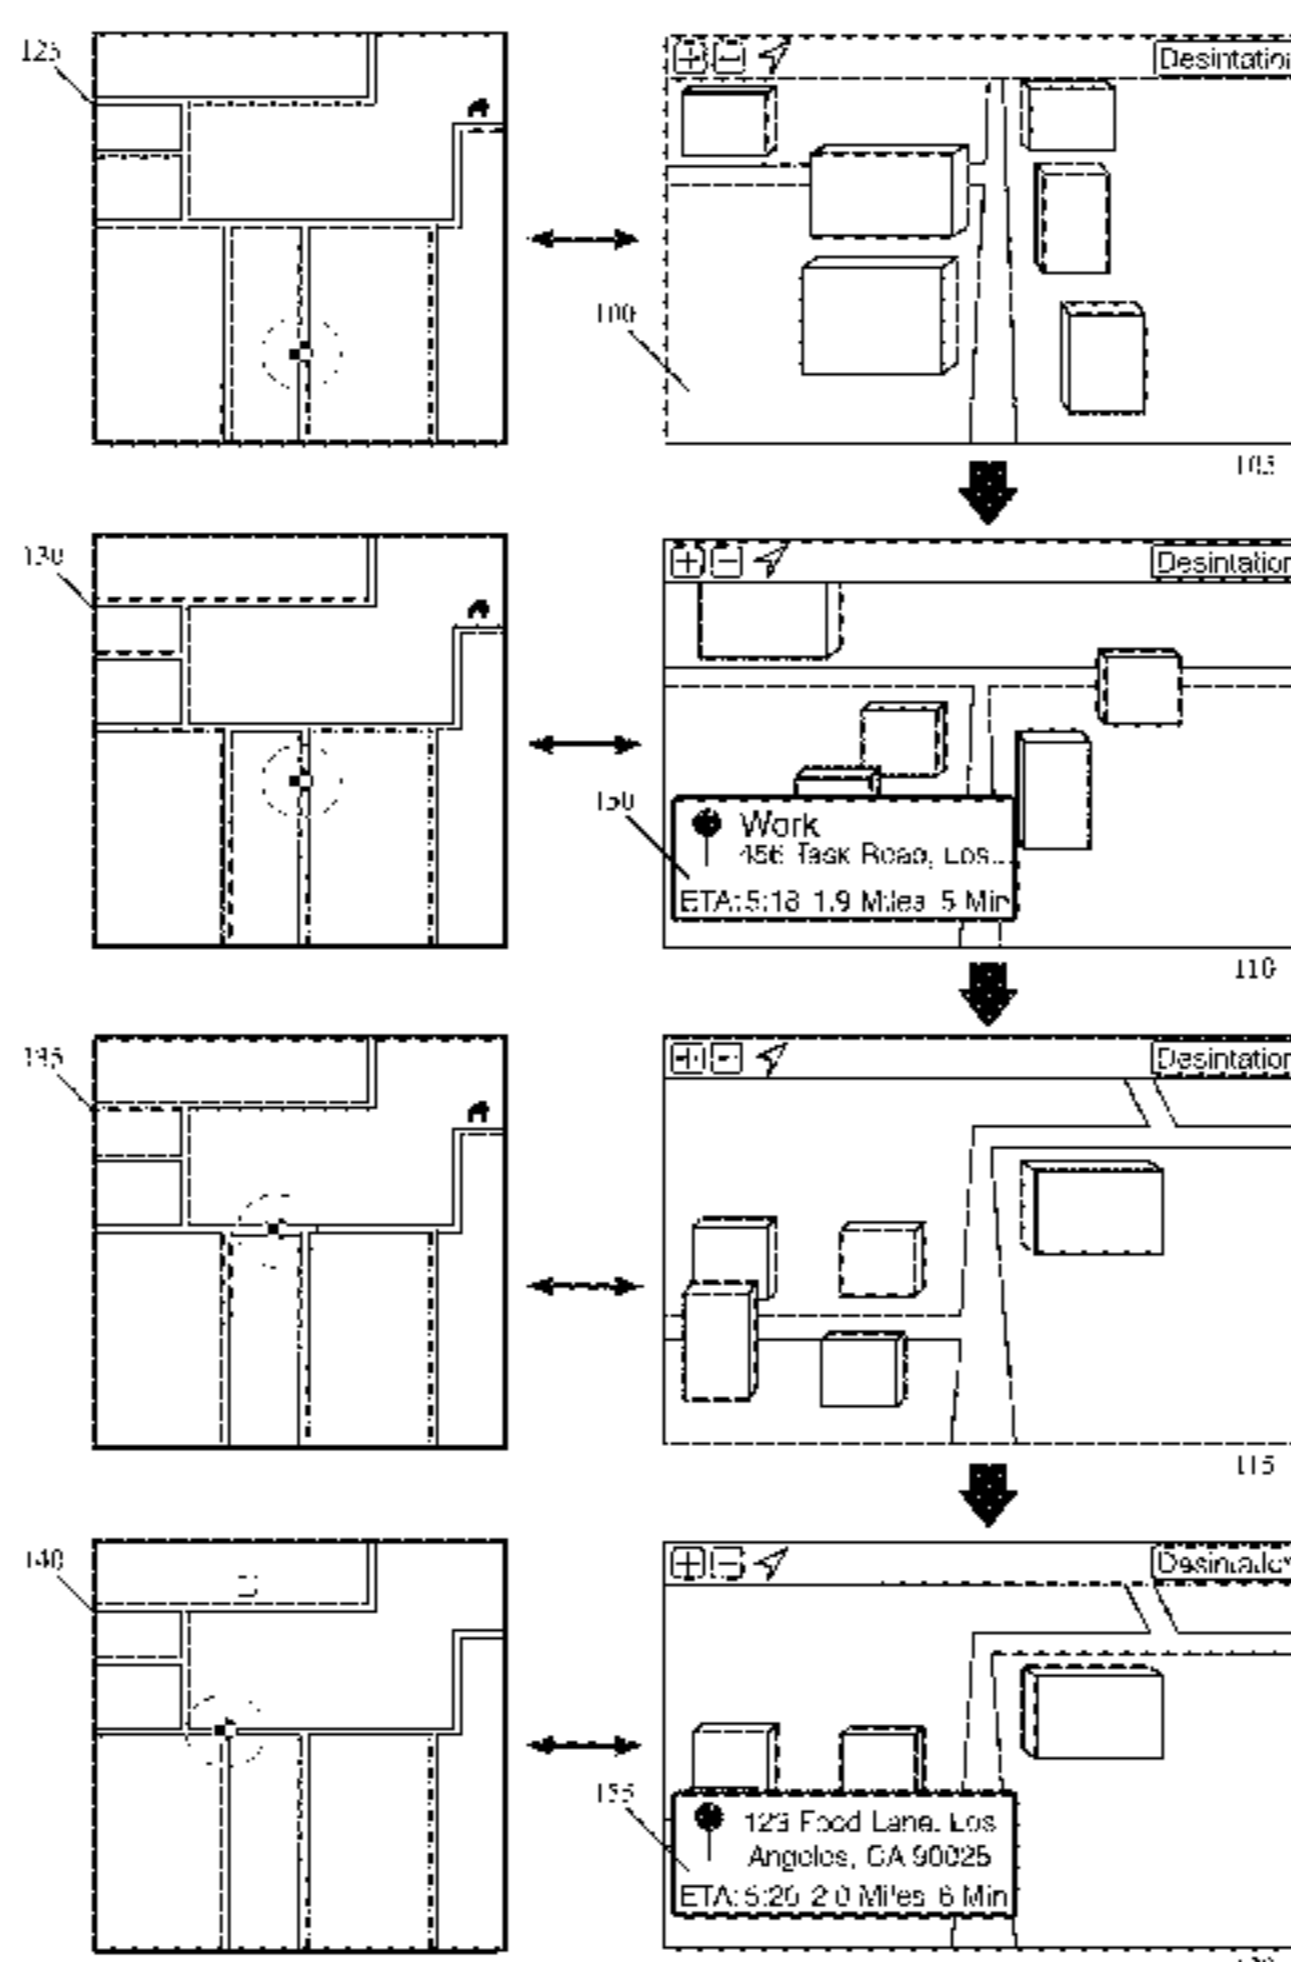 125
Desintation
100
105
130
Desintation
150
Work
456 Task Road, Los...
ETA: 5:18 1.9 Miles 5 Min
110
135
Desintation
115
140
Desintation
155
123 Food Lane, Los
Angeles, CA 90025
ETA: 5:20 2.0 Miles 6 Min